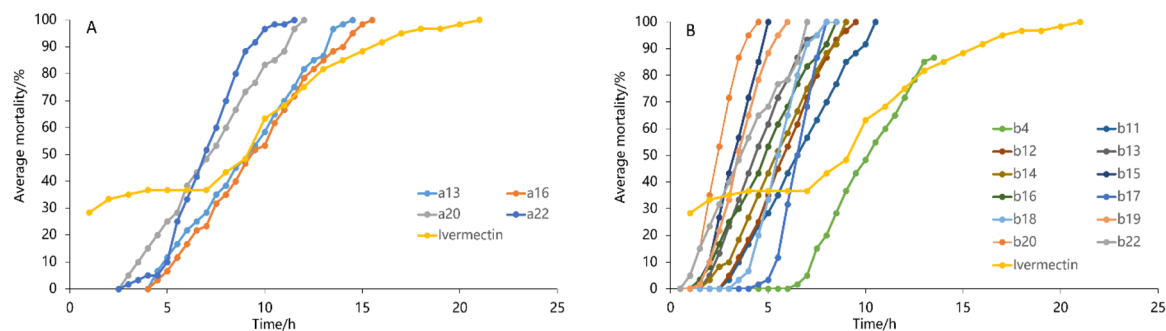 A
Average mortality/%
100
90
80
70
60
50
40
30
20
10
0
0 5 10 15 20 25
Time/h
a13 a16
a20 a22
Ivermectin
B
Average mortality/%
100
90
80
70
60
50
40
30
20
10
0
0 5 10 15 20 25
Time/h
b4 b11
b12 b13
b14 b15
b16 b17
b18 b19
b20 b22
Ivermectin